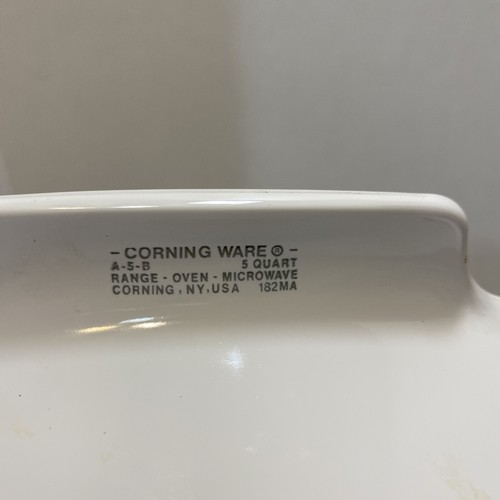 - CORNING WARE ® -
A-5-B 5 QUART
RANGE - OVEN - MICROWAVE
CORNING , NY, USA 182MA